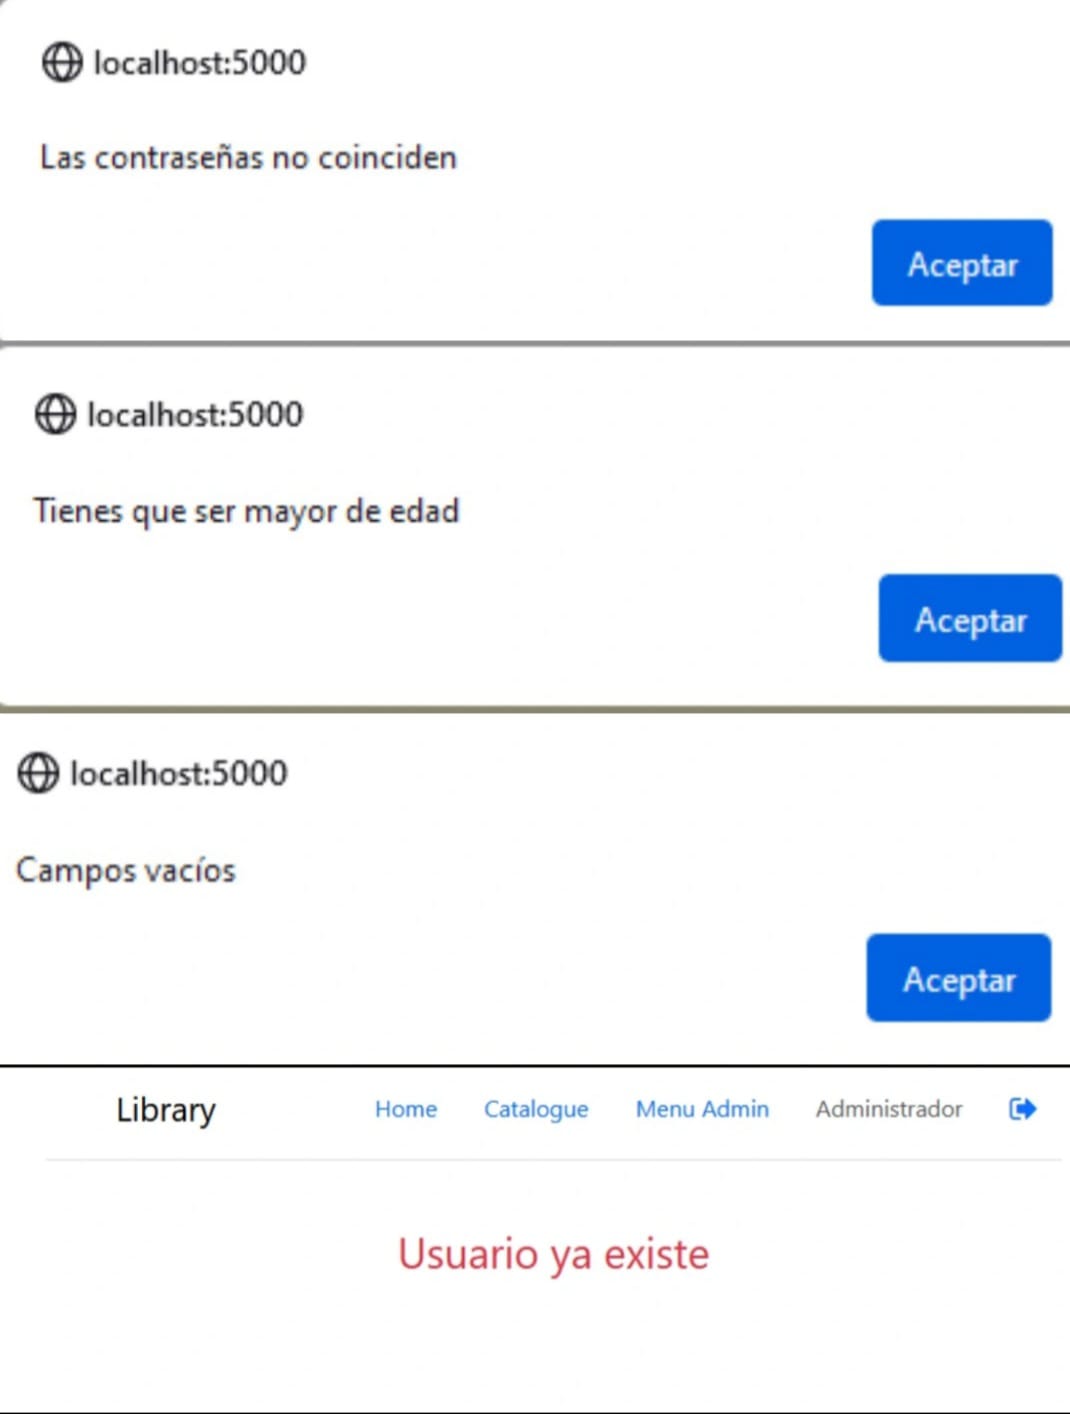 localhost:5000
Las contraseñas no coinciden
Aceptar
localhost:5000
Tienes que ser mayor de edad
Aceptar
localhost:5000
Campos vacíos
Aceptar
Library Home Catalogue Menu Admin Administrador
Usuario ya existe